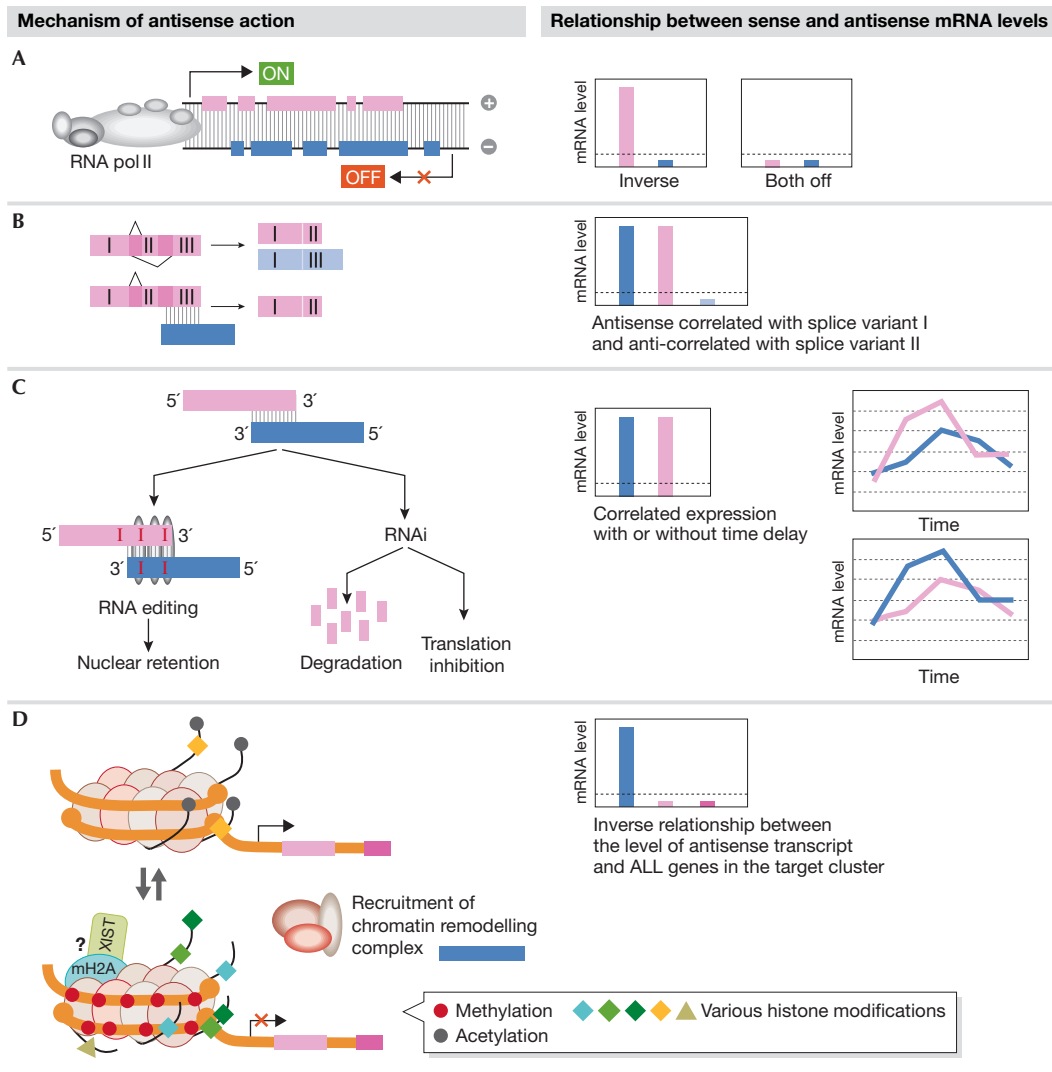 Mechanism of antisense action
Relationship between sense and antisense mRNA levels
A
ON
+
−
RNA pol II
OFF
mRNA level
Inverse
Both off
B
I II III
I II
I III
I II III
I II
mRNA level
Antisense correlated with splice variant I
and anti-correlated with splice variant II
C
5´ 3´
3´ 5´
5´ I I I 3´
3´ I I 5´
RNA editing
Nuclear retention
RNAi
Degradation
Translation
inhibition
mRNA level
Correlated expression
with or without time delay
mRNA level
Time
mRNA level
Time
D
mRNA level
Inverse relationship between
the level of antisense transcript
and ALL genes in the target cluster
Recruitment of
chromatin remodelling
complex
?
XIST
mH2A
Methylation
Various histone modifications
Acetylation